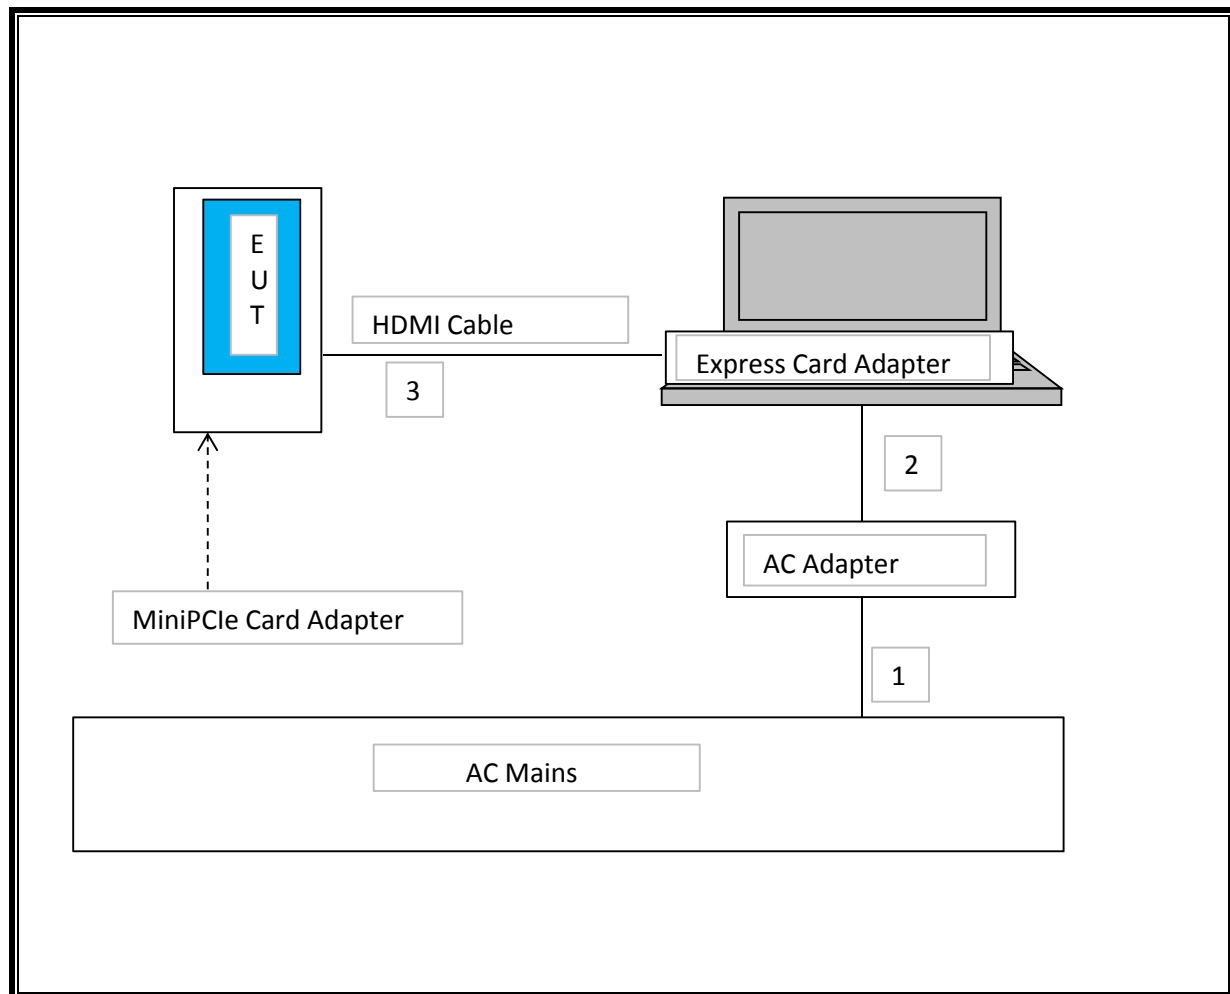 E
U
T
HDMI Cable
3
Express Card Adapter
2
AC Adapter
MiniPCIe Card Adapter
1
AC Mains